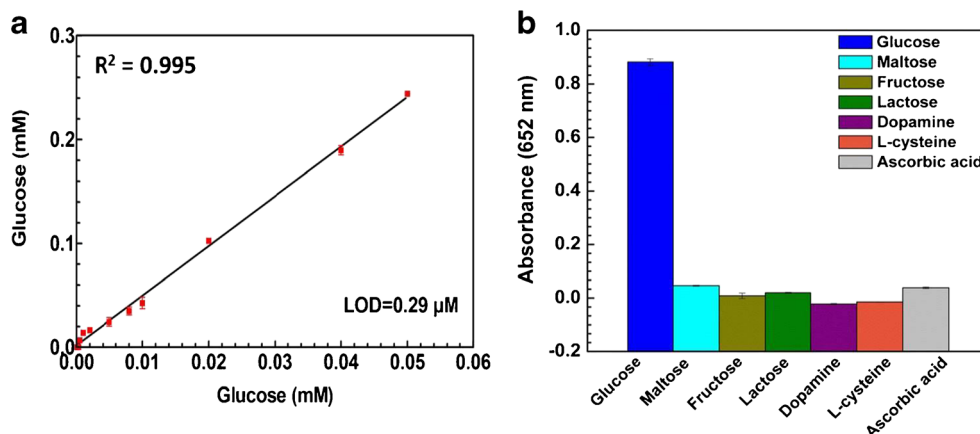 a
0.3
0.2
0.1
0.0
Glucose (mM)
R² = 0.995
LOD=0.29 µM
0.00
0.01
0.02
0.03
0.04
0.05
0.06
Glucose (mM)
b
1.0
0.8
0.6
0.4
0.2
0.0
-0.2
Absorbance (652 nm)
Glucose
Maltose
Fructose
Lactose
Dopamine
L-cysteine
Ascorbic acid
Glucose
Maltose
Fructose
Lactose
Dopamine
L-cysteine
Ascorbic acid